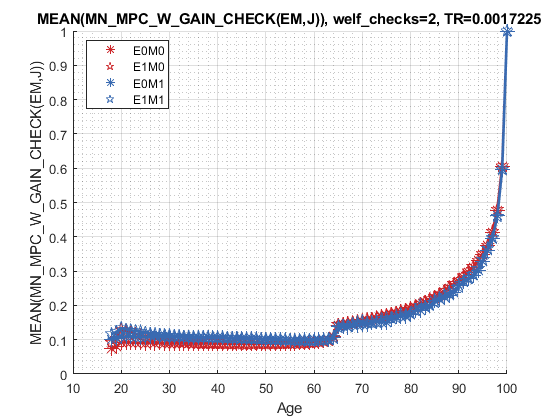 MEAN(MN_MPC_W_GAIN_CHECK(EM,J)), welf_checks=2, TR=0.0017225
MEAN(MN_MPC_W_GAIN_CHECK(EM,J))
1
0.9
0.8
0.7
0.6
0.5
0.4
0.3
0.2
0.1
0
E0M0
E1M0
E0M1
E1M1
10 20 30 40 50 60 70 80 90 100
Age